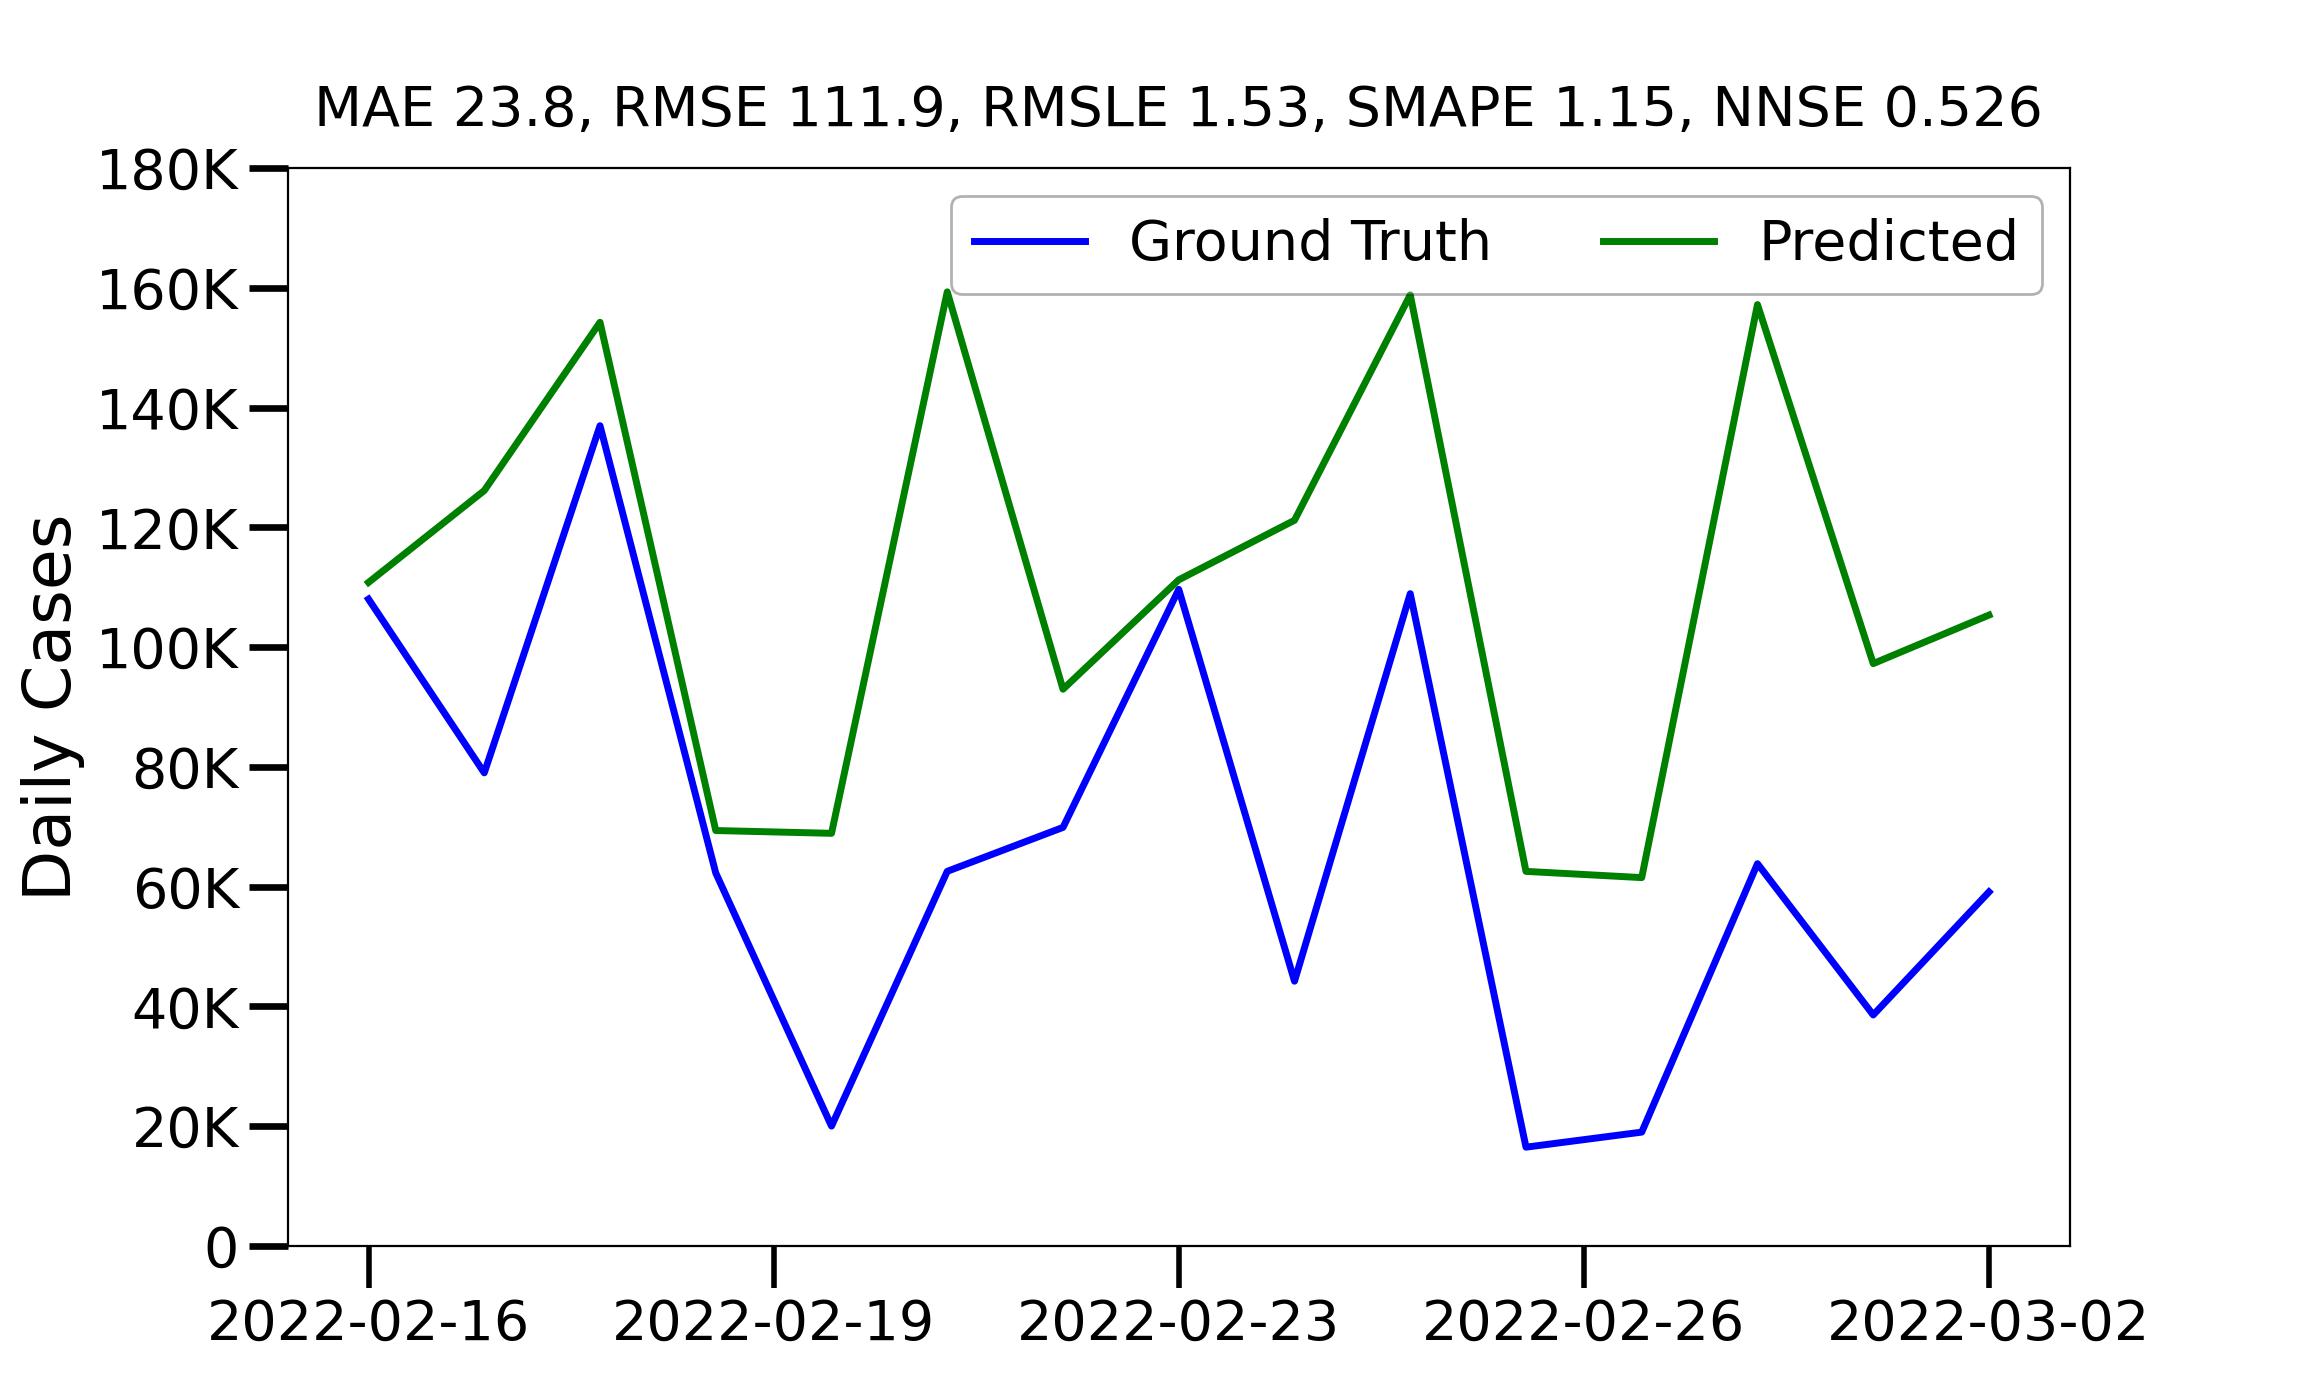 MAE 23.8, RMSE 111.9, RMSLE 1.53, SMAPE 1.15, NNSE 0.526
Ground Truth
Predicted
Daily Cases
180K
160K
140K
120K
100K
80K
60K
40K
20K
0
2022-02-16
2022-02-19
2022-02-23
2022-02-26
2022-03-02